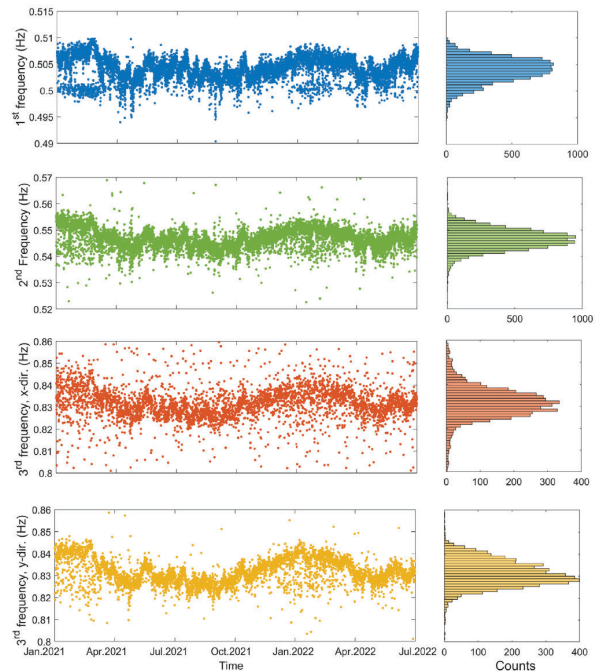 0.515
0.51
0.505
0.5
0.495
0.49
1st frequency (Hz)
0 500 1000
0.57
0.56
0.55
0.54
0.53
0.52
2nd Frequency (Hz)
0 500 1000
0.86
0.85
0.84
0.83
0.82
0.81
0.8
3rd frequency, x-dir. (Hz)
0 100 200 300 400
0.86
0.85
0.84
0.83
0.82
0.81
0.8
3rd frequency, y-dir. (Hz)
Jan.2021 Apr.2021 Jul.2021 Oct.2021 Jan.2022 Apr.2022 Jul.2022
Time
0 100 200 300 400
Counts